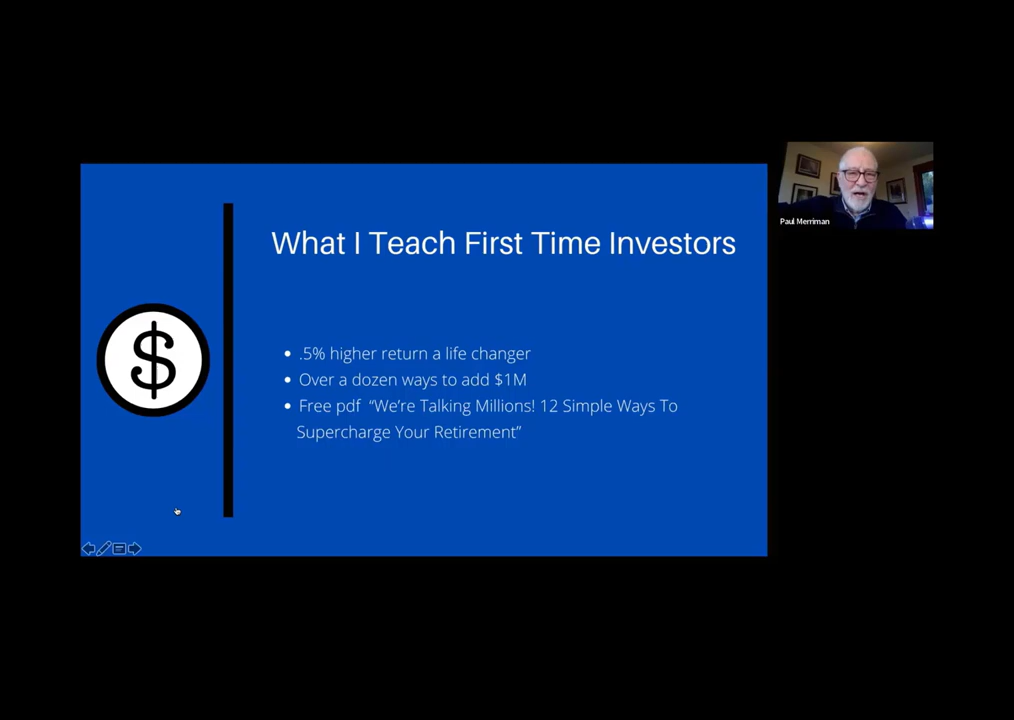 What I Teach First Time Investors
.5% higher return a life changer
Over a dozen ways to add $1M
Free pdf “We’re Talking Millions! 12 Simple Ways To
Supercharge Your Retirement”
$
Paul Merriman